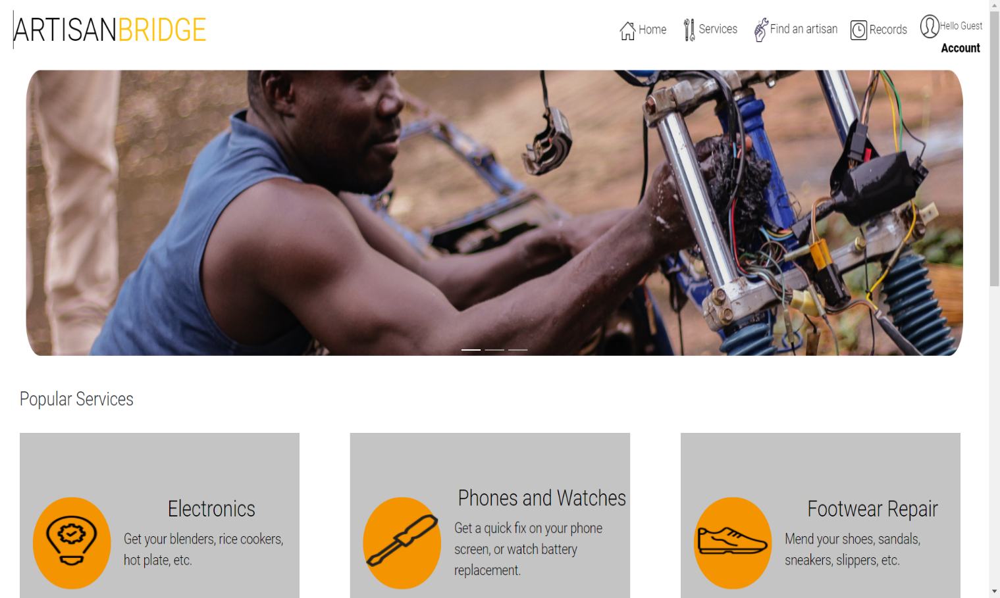 ARTISANBRIDGE
Home
Services
Find an artisan
Records
Hello Guest
Account
Popular Services
Electronics
Get your blenders, rice cookers,
hot plate, etc.
Phones and Watches
Get a quick fix on your phone
screen, or watch battery
replacement.
Footwear Repair
Mend your shoes, sandals,
sneakers, slippers, etc.